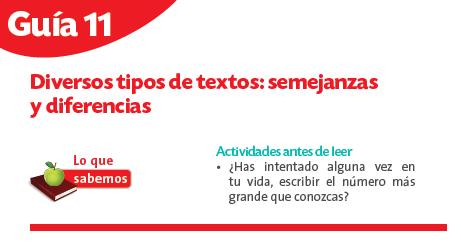 Guía 11
Diversos tipos de textos: semejanzas
y diferencias
Lo que
sabemos
Actividades antes de leer
• ¿Has intentado alguna vez en
tu vida, escribir el número más
grande que conozcas?